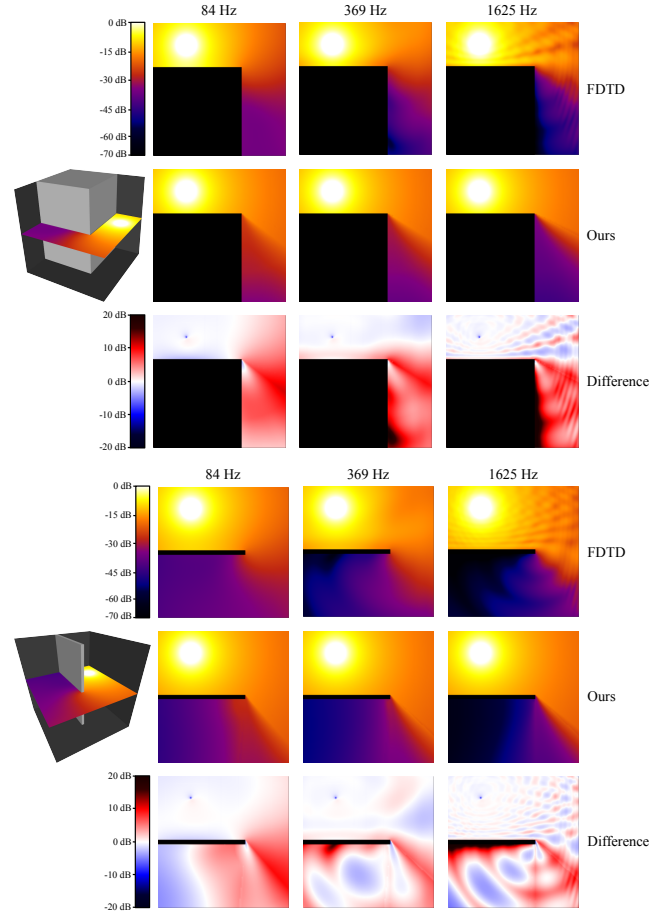 84 Hz 369 Hz 1625 Hz
0 dB
-15 dB
-30 dB
-45 dB
-60 dB
-70 dB
FDTD
Ours
20 dB
10 dB
0 dB
-10 dB
-20 dB
Difference
84 Hz 369 Hz 1625 Hz
0 dB
-15 dB
-30 dB
-45 dB
-60 dB
-70 dB
FDTD
Ours
20 dB
10 dB
0 dB
-10 dB
-20 dB
Difference